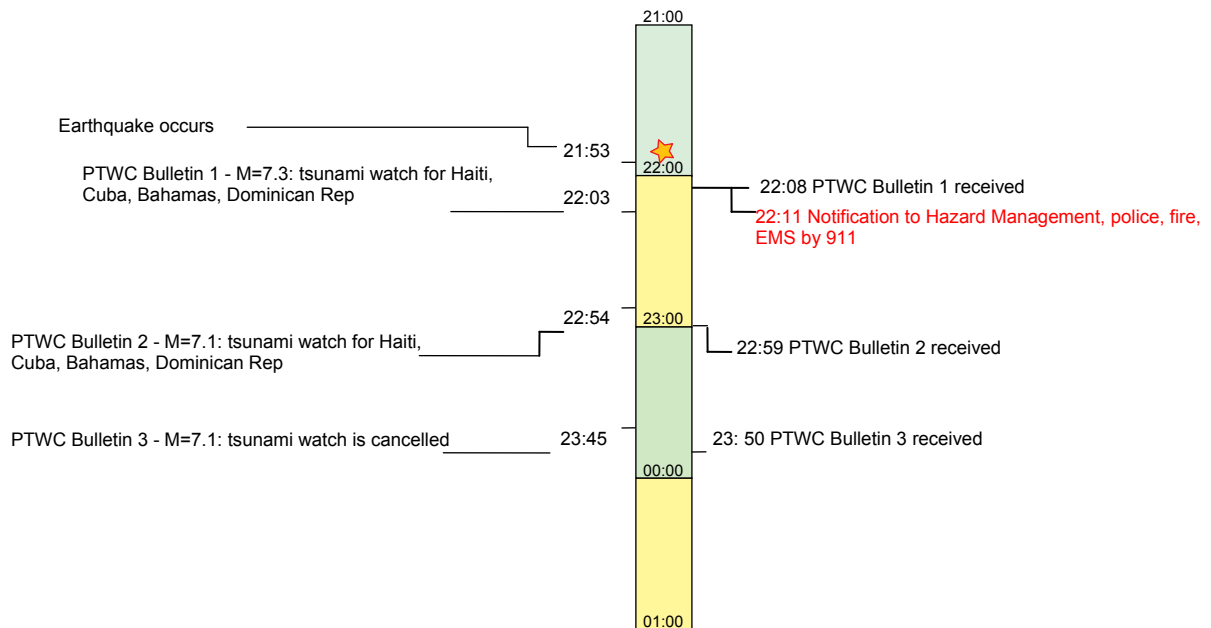 21:00
Earthquake occurs
21:53
22:00
PTWC Bulletin 1 - M=7.3: tsunami watch for Haiti,
Cuba, Bahamas, Dominican Rep
22:03
22:08 PTWC Bulletin 1 received
22:11 Notification to Hazard Management, police, fire,
EMS by 911
22:54
23:00
PTWC Bulletin 2 - M=7.1: tsunami watch for Haiti,
Cuba, Bahamas, Dominican Rep
22:59 PTWC Bulletin 2 received
PTWC Bulletin 3 - M=7.1: tsunami watch is cancelled
23:45
23: 50 PTWC Bulletin 3 received
00:00
01:00